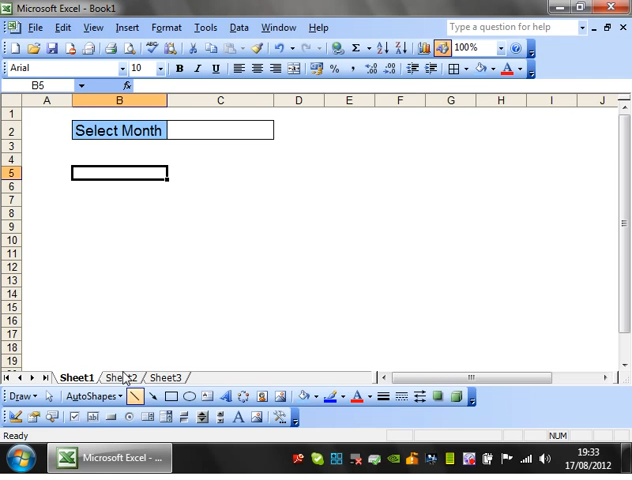 Microsoft Excel - Book1
File Edit View Insert Format Tools Data Window Help
Type a question for help
100%
Arial 10 B I U
B5 fx
A B C D E F G H I J
1
2 Select Month
3
4
5
6
7
8
9
10
11
12
13
14
15
16
17
18
19
Sheet1 Sheet2 Sheet3
Draw AutoShapes
Ready NUM
Microsoft Excel - ...
19:33
17/08/2012